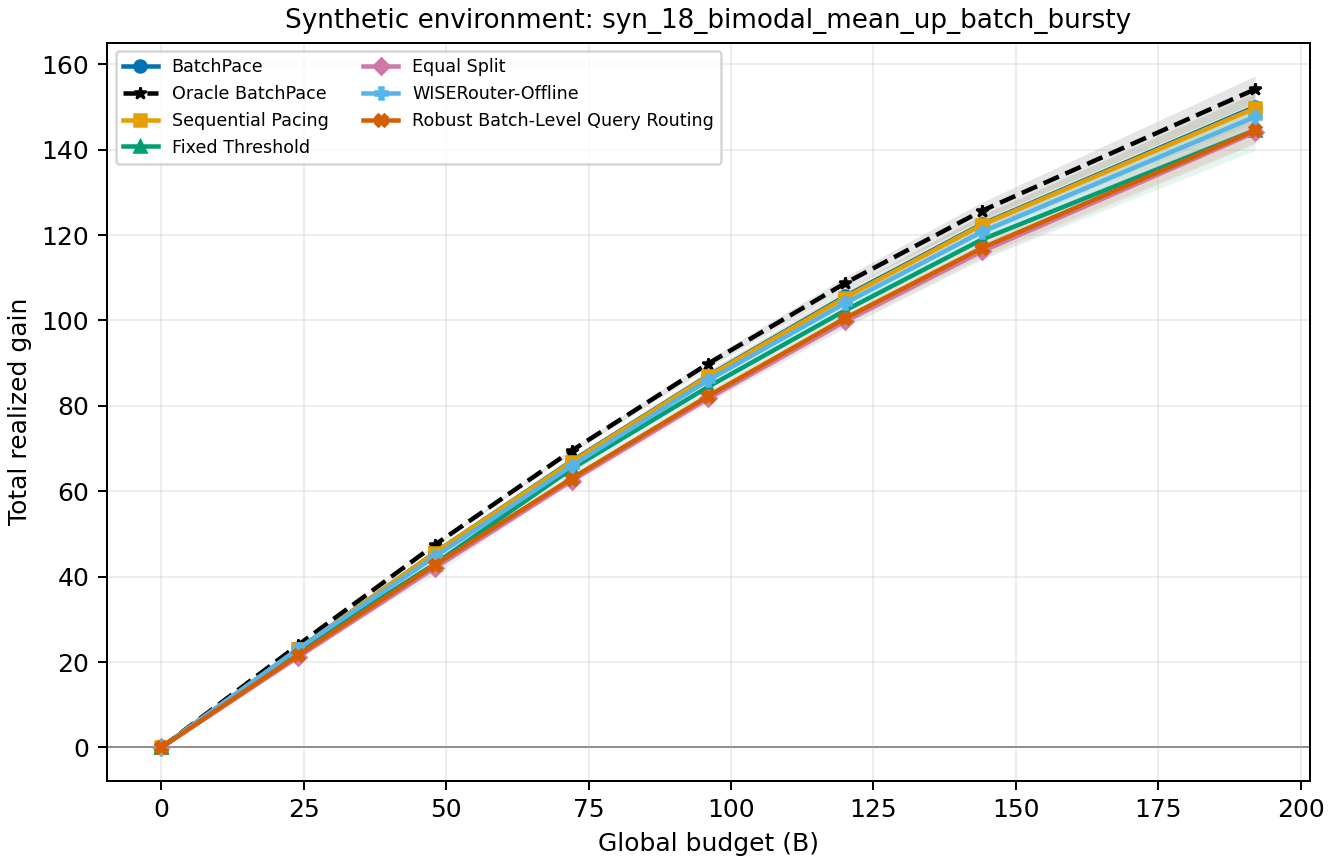 Synthetic environment: syn_18_bimodal_mean_up_batch_bursty
BatchPace
Oracle BatchPace
Sequential Pacing
Fixed Threshold
Equal Split
WISERouter-Offline
Robust Batch-Level Query Routing
Total realized gain
160
140
120
100
80
60
40
20
0
0
25
50
75
100
125
150
175
200
Global budget (B)